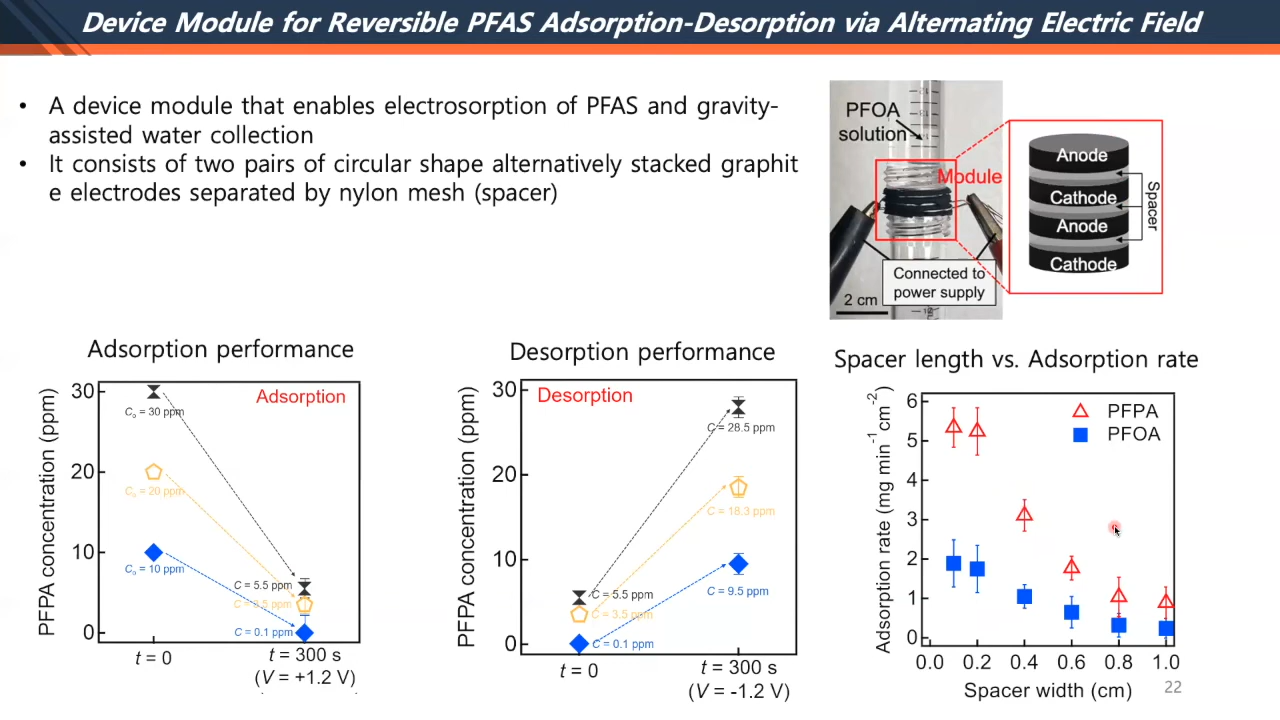 Device Module for Reversible PFAS Adsorption-Desorption via Alternating Electric Field
• A device module that enables electrosorption of PFAS and gravity-
assisted water collection
• It consists of two pairs of circular shape alternatively stacked graphit
e electrodes separated by nylon mesh (spacer)
PFOA
solution
Module
Connected to
power supply
2 cm
Anode
Cathode
Anode
Cathode
Spacer
Adsorption performance
PFPA concentration (ppm)
30
20
10
0
Adsorption
C₀ = 30 ppm
C₀ = 20 ppm
C₀ = 10 ppm
C = 5.5 ppm
C = 3.5 ppm
C = 0.1 ppm
t = 0
t = 300 s
(V = +1.2 V)
Desorption performance
PFPA concentration (ppm)
30
20
10
0
Desorption
C = 28.5 ppm
C = 18.3 ppm
C = 9.5 ppm
C = 5.5 ppm
C = 3.5 ppm
C = 0.1 ppm
t = 0
t = 300 s
(V = -1.2 V)
Spacer length vs. Adsorption rate
Adsorption rate (mg min⁻¹ cm⁻²)
6
5
4
3
2
1
0
PFPA
PFOA
0.0 0.2 0.4 0.6 0.8 1.0
Spacer width (cm)
22